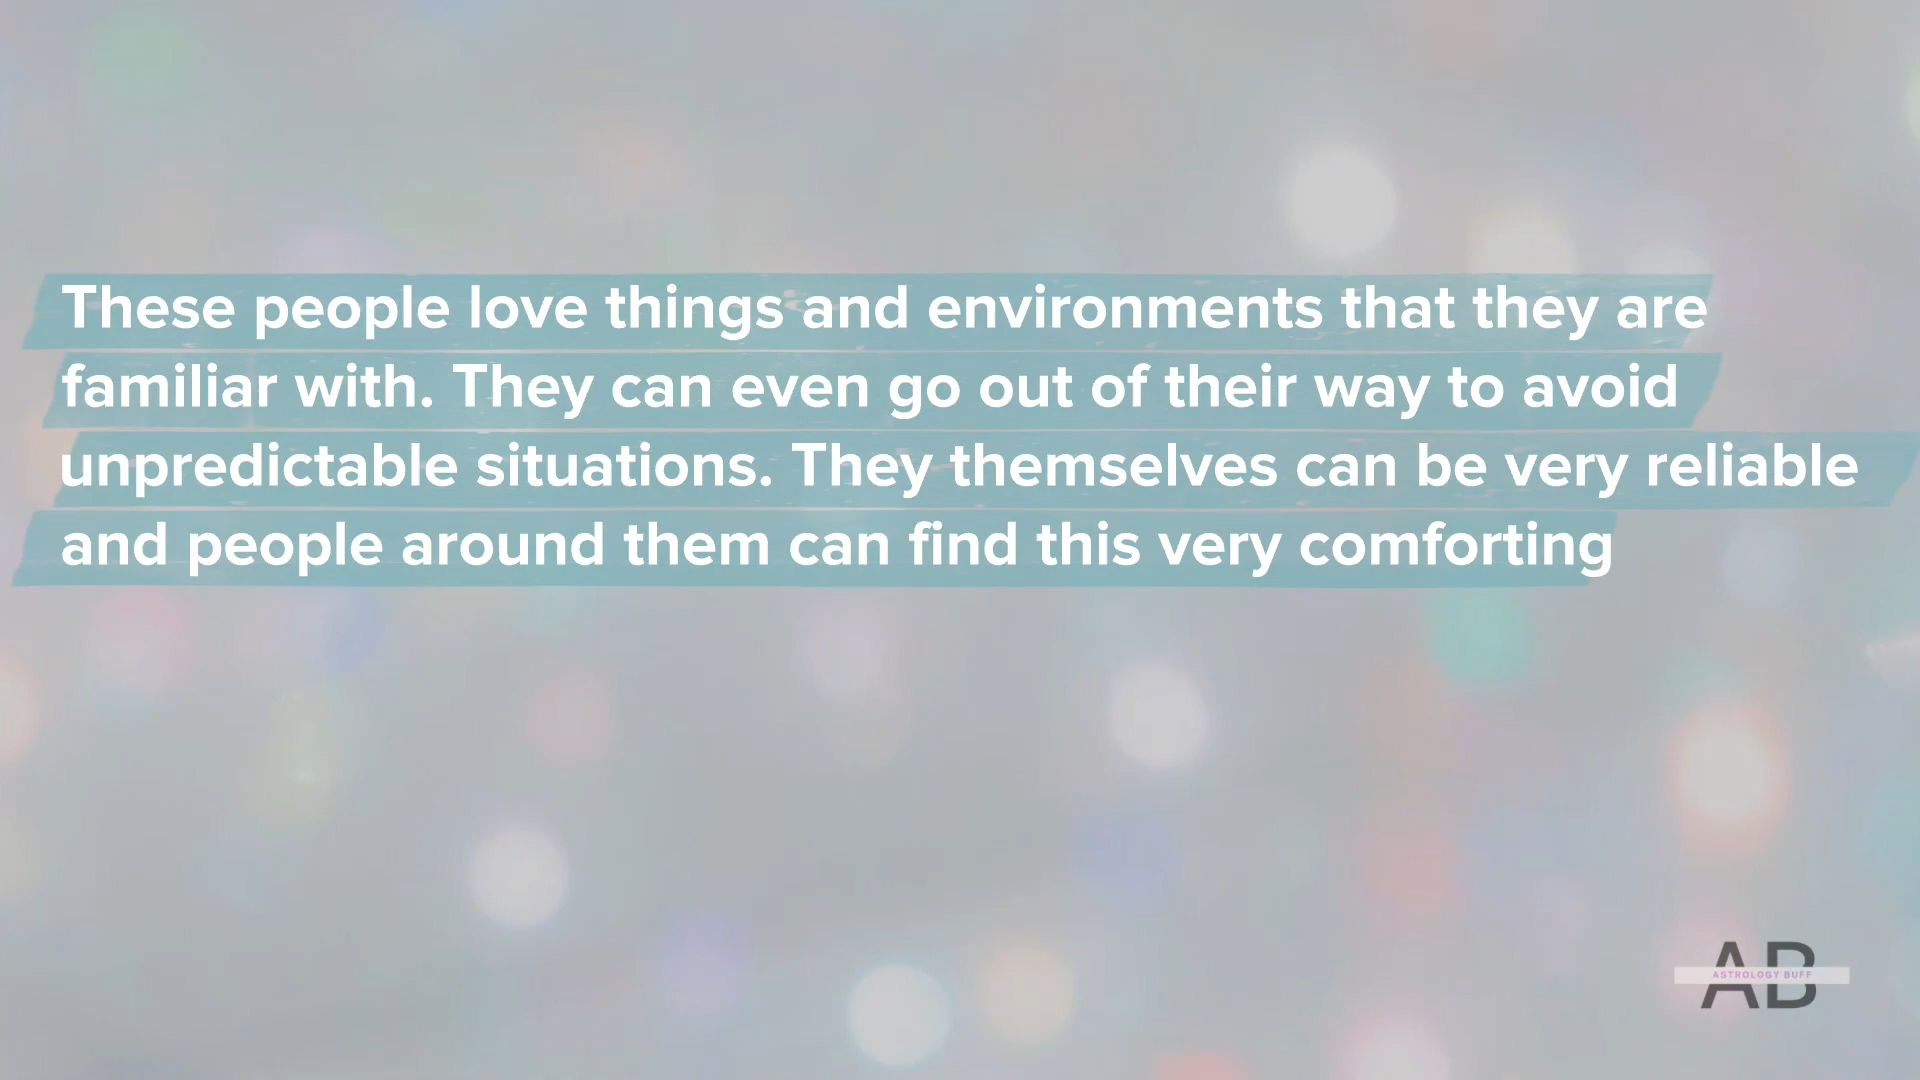 These people love things and environments that they are
familiar with. They can even go out of their way to avoid
unpredictable situations. They themselves can be very reliable
and people around them can find this very comforting
AB
ASTROLOGY BUFF